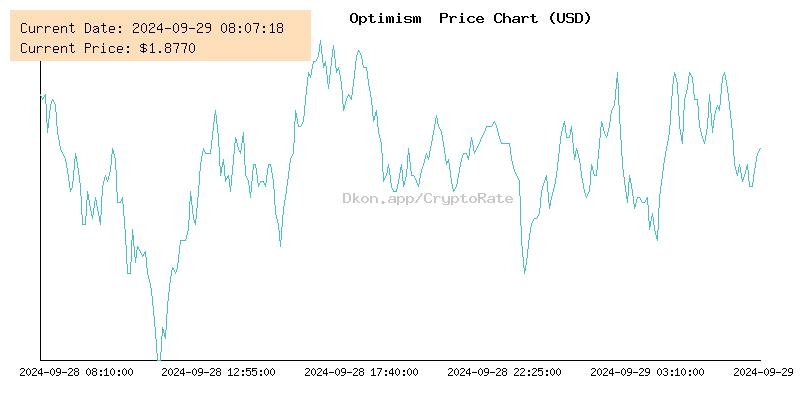 Optimism  Price Chart (USD)
Current Date: 2024-09-29 08:07:18
Current Price: $1.8770
Dkon.app/CryptoRate
2024-09-28 08:10:00 2024-09-28 12:55:00 2024-09-28 17:40:00 2024-09-28 22:25:00 2024-09-29 03:10:00 2024-09-29